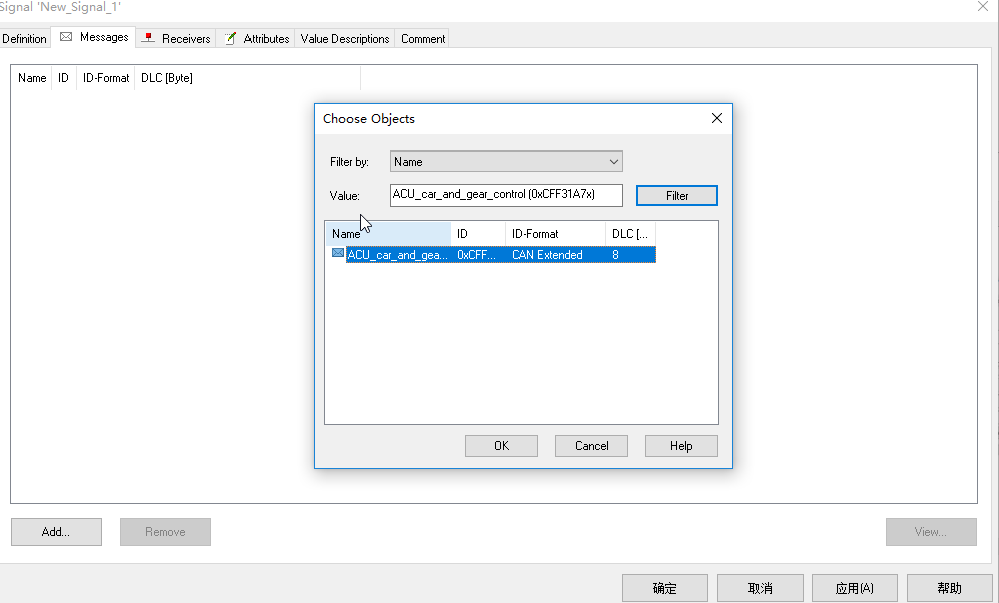 Signal 'New_Signal_1'
Definition Messages Receivers Attributes Value Descriptions Comment
Name ID ID-Format DLC [Byte]
Choose Objects
Filter by: Name
Value: ACU_car_and_gear_control (0xCFF31A7x) Filter
Name ID ID-Format DLC [...
ACU_car_and_gea... 0xCFF... CAN Extended 8
OK Cancel Help
Add... Remove View...
确定 取消 应用(A) 帮助